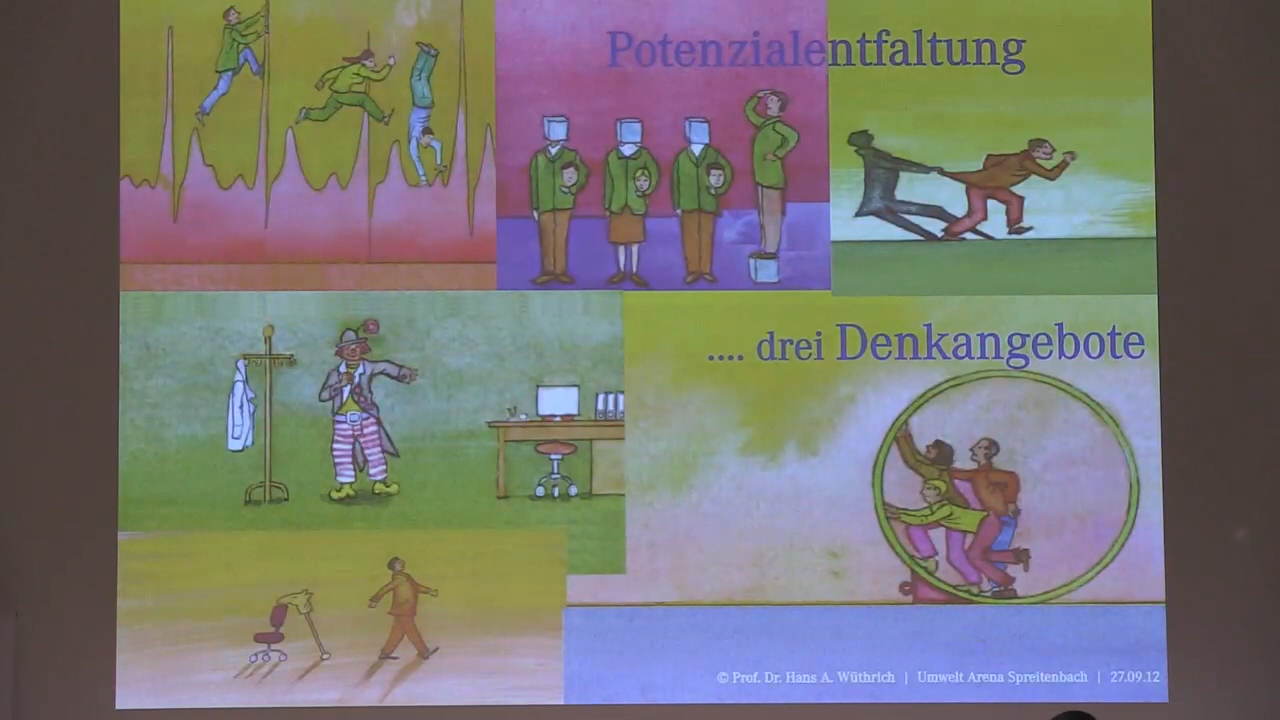 Potenzialentfaltung
.... drei Denkangebote
© Prof. Dr. Hans A. Wüthrich | Umwelt Arena Spreitenbach | 27.09.12